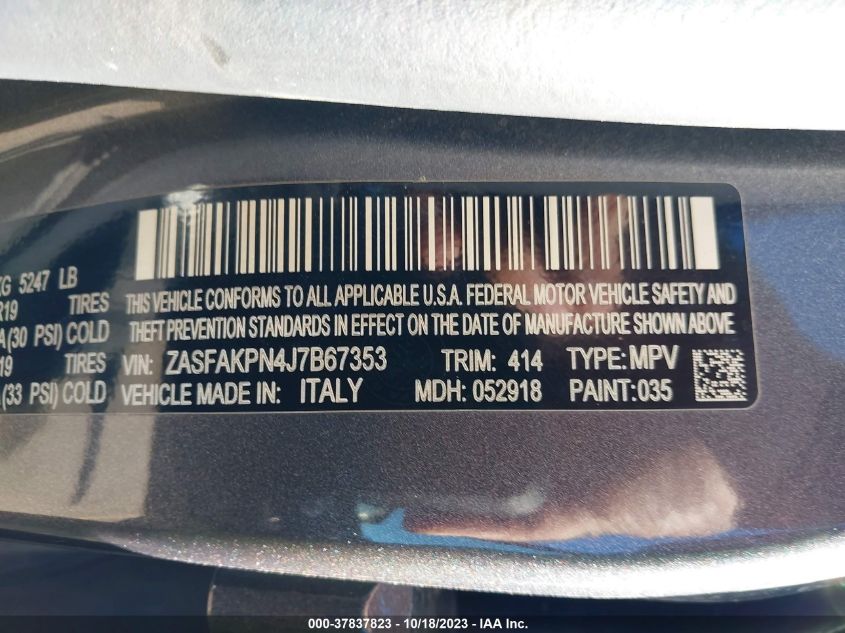 KG 5247 LB
R19 TIRES
A(30 PSI) COLD
19 TIRES
A(33 PSI) COLD
THIS VEHICLE CONFORMS TO ALL APPLICABLE U.S.A. FEDERAL MOTOR VEHICLE SAFETY AND
THEFT PREVENTION STANDARDS IN EFFECT ON THE DATE OF MANUFACTURE SHOWN ABOVE
VIN: ZASFAKPN4J7B67353 TRIM: 414 TYPE: MPV
VEHICLE MADE IN: ITALY MDH: 052918 PAINT: 035
000-37837823 - 10/18/2023 - IAA Inc.